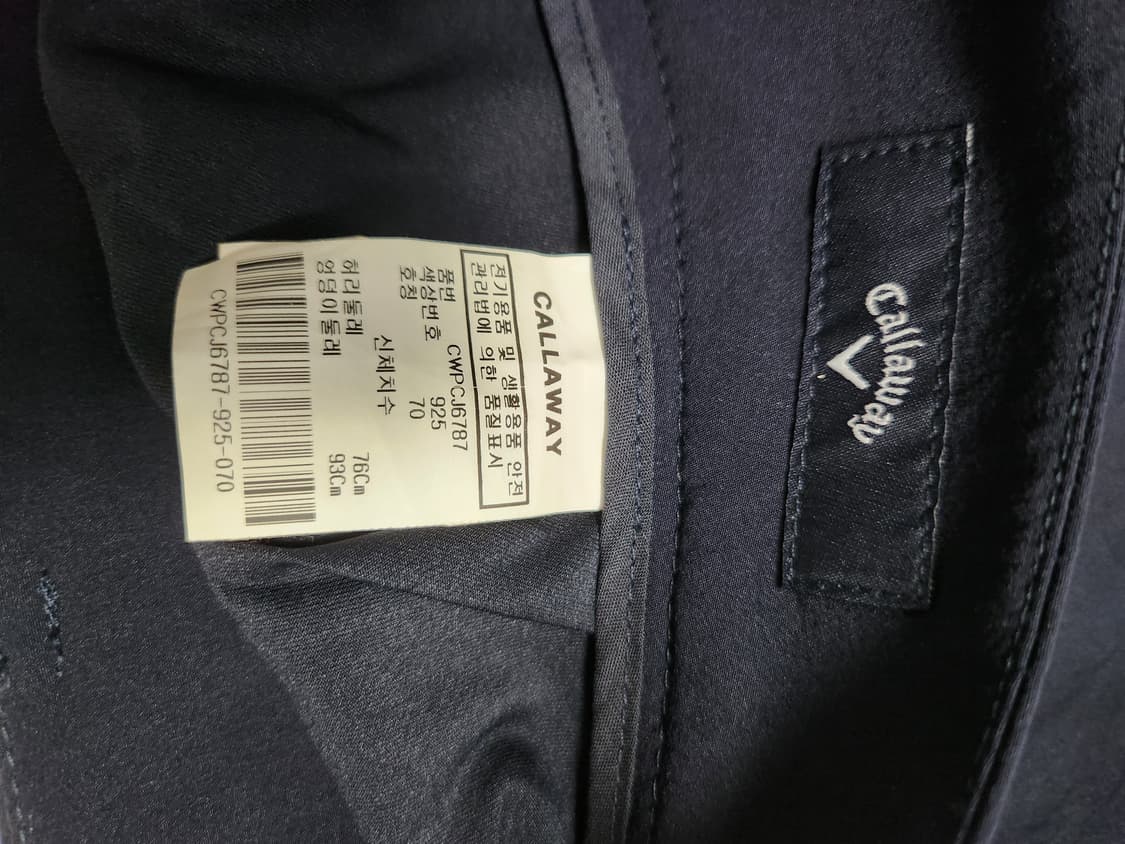 CALLAWAY
전기용품 및 생활용품 안전
관리법에 의한 품질표시
품번 CWPCJ6787
색상번호 925
호칭 70
신체치수
허리둘레 76Cm
엉덩이둘레 93Cm
CWPCJ6787-925-070
Callaway